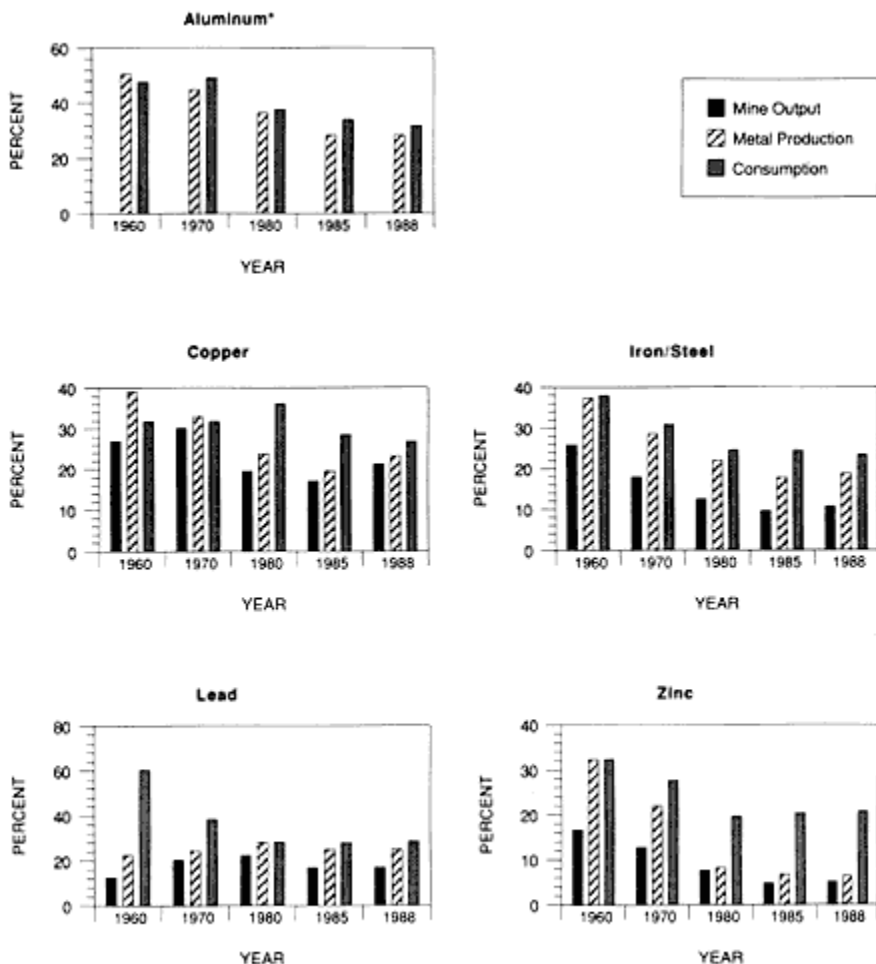 Aluminum*
60
40
20
0
PERCENT
1960 1970 1980 1985 1988
YEAR
Mine Output
Metal Production
Consumption
Copper
40
30
20
10
0
PERCENT
1960 1970 1980 1985 1988
YEAR
Iron/Steel
40
30
20
10
0
PERCENT
1960 1970 1980 1985 1988
YEAR
Lead
80
60
40
20
0
PERCENT
1960 1970 1980 1985 1988
YEAR
Zinc
40
30
20
10
0
PERCENT
1960 1970 1980 1985 1988
YEAR